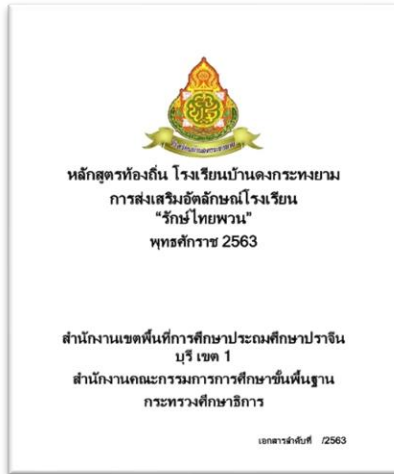 หลักสูตรท้องถิ่น โรงเรียนบ้านดงกระทงยาม
การส่งเสริมอัตลักษณ์โรงเรียน
“รักษ์ไทยพวน”
พุทธศักราช 2563
สำนักงานเขตพื้นที่การศึกษาประถมศึกษาปราจีน
บุรี เขต 1
สำนักงานคณะกรรมการการศึกษาขั้นพื้นฐาน
กระทรวงศึกษาธิการ
เอกสารลำดับที่ /2563